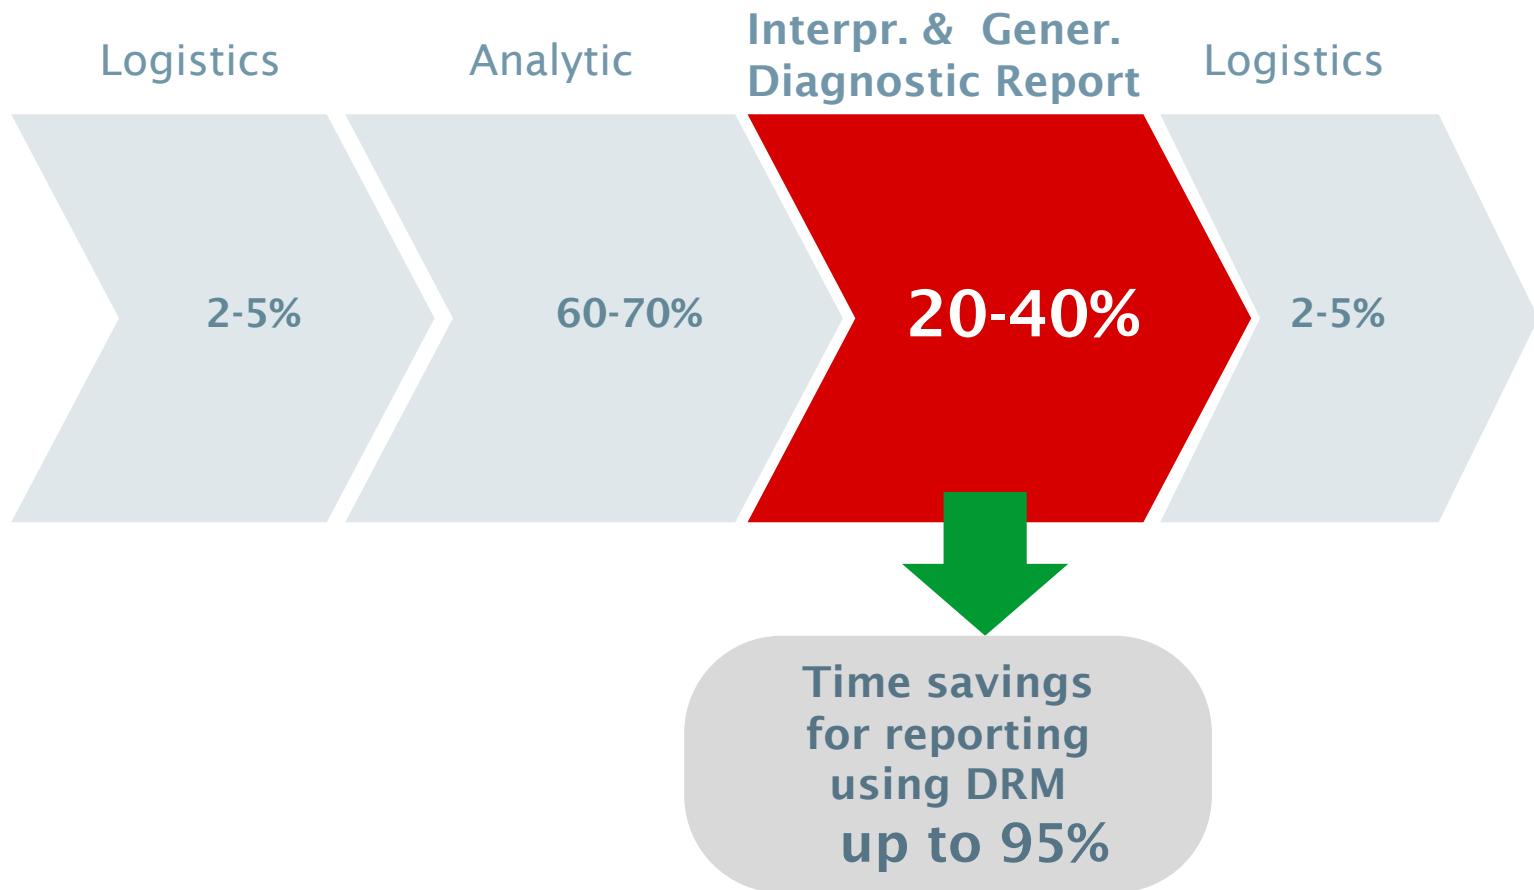 Logistics
Analytic
Interpr. & Gener.
Diagnostic Report
Logistics
2-5%
60-70%
20-40%
2-5%
Time savings
for reporting
using DRM
up to 95%